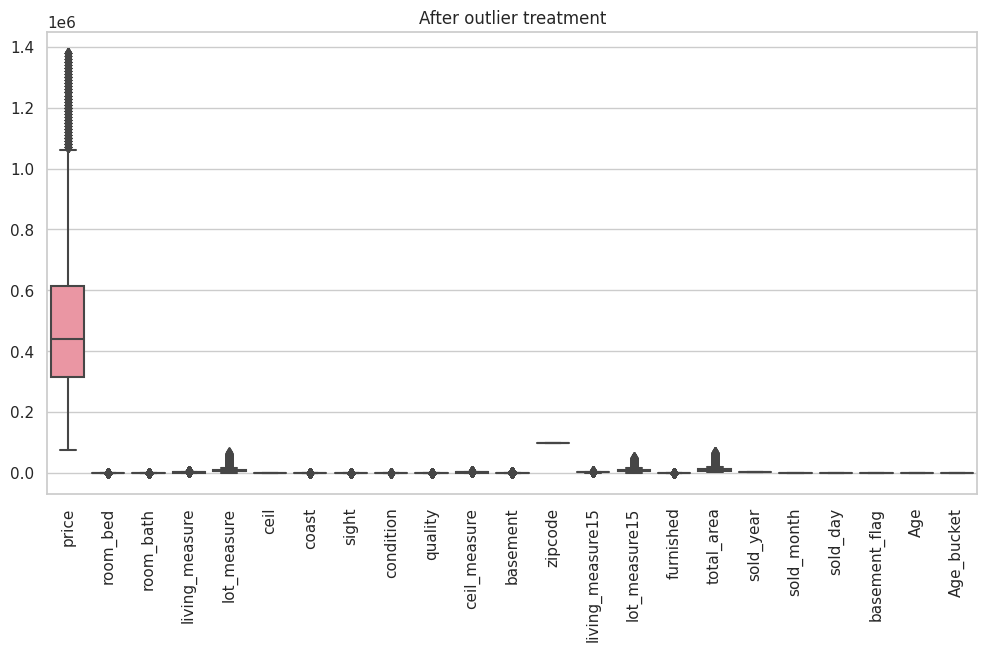 After outlier treatment
1e6
1.4
1.2
1.0
0.8
0.6
0.4
0.2
0.0
price
room_bed
room_bath
living_measure
lot_measure
ceil
coast
sight
condition
quality
ceil_measure
basement
zipcode
living_measure15
lot_measure15
furnished
total_area
sold_year
sold_month
sold_day
basement_flag
Age
Age_bucket